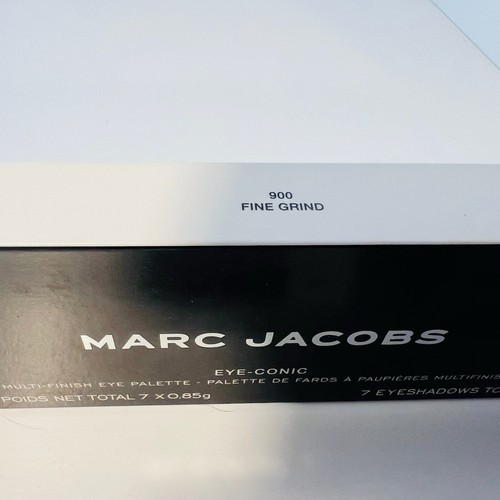 900
FINE GRIND
MARC JACOBS
EYE-CONIC
MULTI-FINISH EYE PALETTE - PALETTE DE FARDS À PAUPIÈRES MULTIFINIS
POIDS NET TOTAL 7 X 0,85g 7 EYESHADOWS